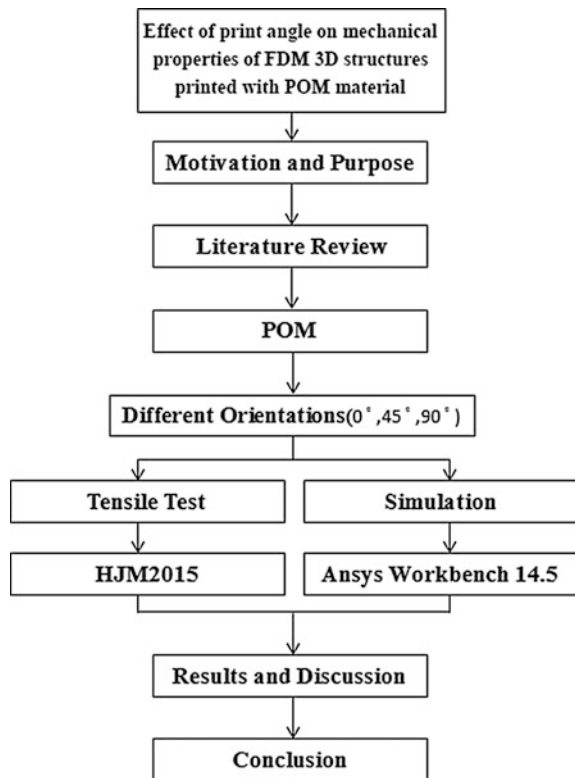 Effect of print angle on mechanical
properties of FDM 3D structures
printed with POM material
Motivation and Purpose
Literature Review
POM
Different Orientations(0°,45°,90°)
Tensile Test
Simulation
HJM2015
Ansys Workbench 14.5
Results and Discussion
Conclusion